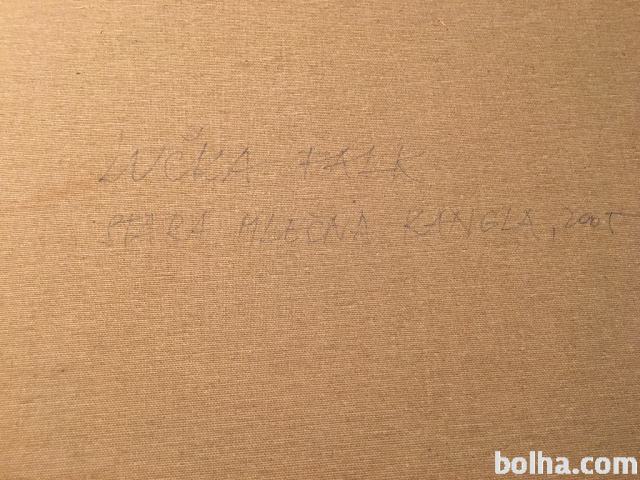 LUČKA FALK
STARA MLEČNA KANGLA, 2005
bolha.com